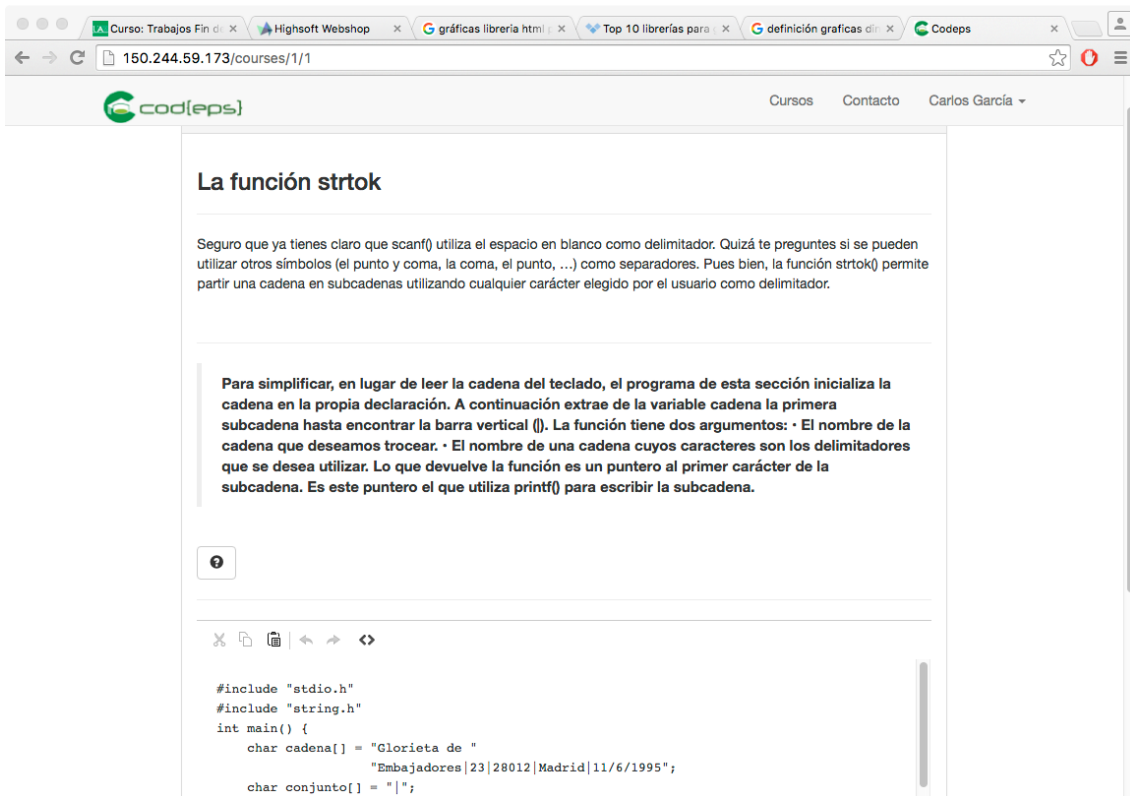 Curso: Trabajos Fin de
Highsoft Webshop
gráficas libreria html p
Top 10 librerías para
definición graficas din
Codeps
150.244.59.173/courses/1/1
cod{eps}
Cursos
Contacto
Carlos García
La función strtok
Seguro que ya tienes claro que scanf() utiliza el espacio en blanco como delimitador. Quizá te preguntes si se pueden
utilizar otros símbolos (el punto y coma, la coma, el punto, …) como separadores. Pues bien, la función strtok() permite
partir una cadena en subcadenas utilizando cualquier carácter elegido por el usuario como delimitador.
Para simplificar, en lugar de leer la cadena del teclado, el programa de esta sección inicializa la
cadena en la propia declaración. A continuación extrae de la variable cadena la primera
subcadena hasta encontrar la barra vertical (|). La función tiene dos argumentos: • El nombre de la
cadena que deseamos trocear. • El nombre de una cadena cuyos caracteres son los delimitadores
que se desea utilizar. Lo que devuelve la función es un puntero al primer carácter de la
subcadena. Es este puntero el que utiliza printf() para escribir la subcadena.
#include "stdio.h"
#include "string.h"
int main() {
char cadena[] = "Glorieta de "
"Embajadores|23|28012|Madrid|11/6/1995";
char conjunto[] = "|";